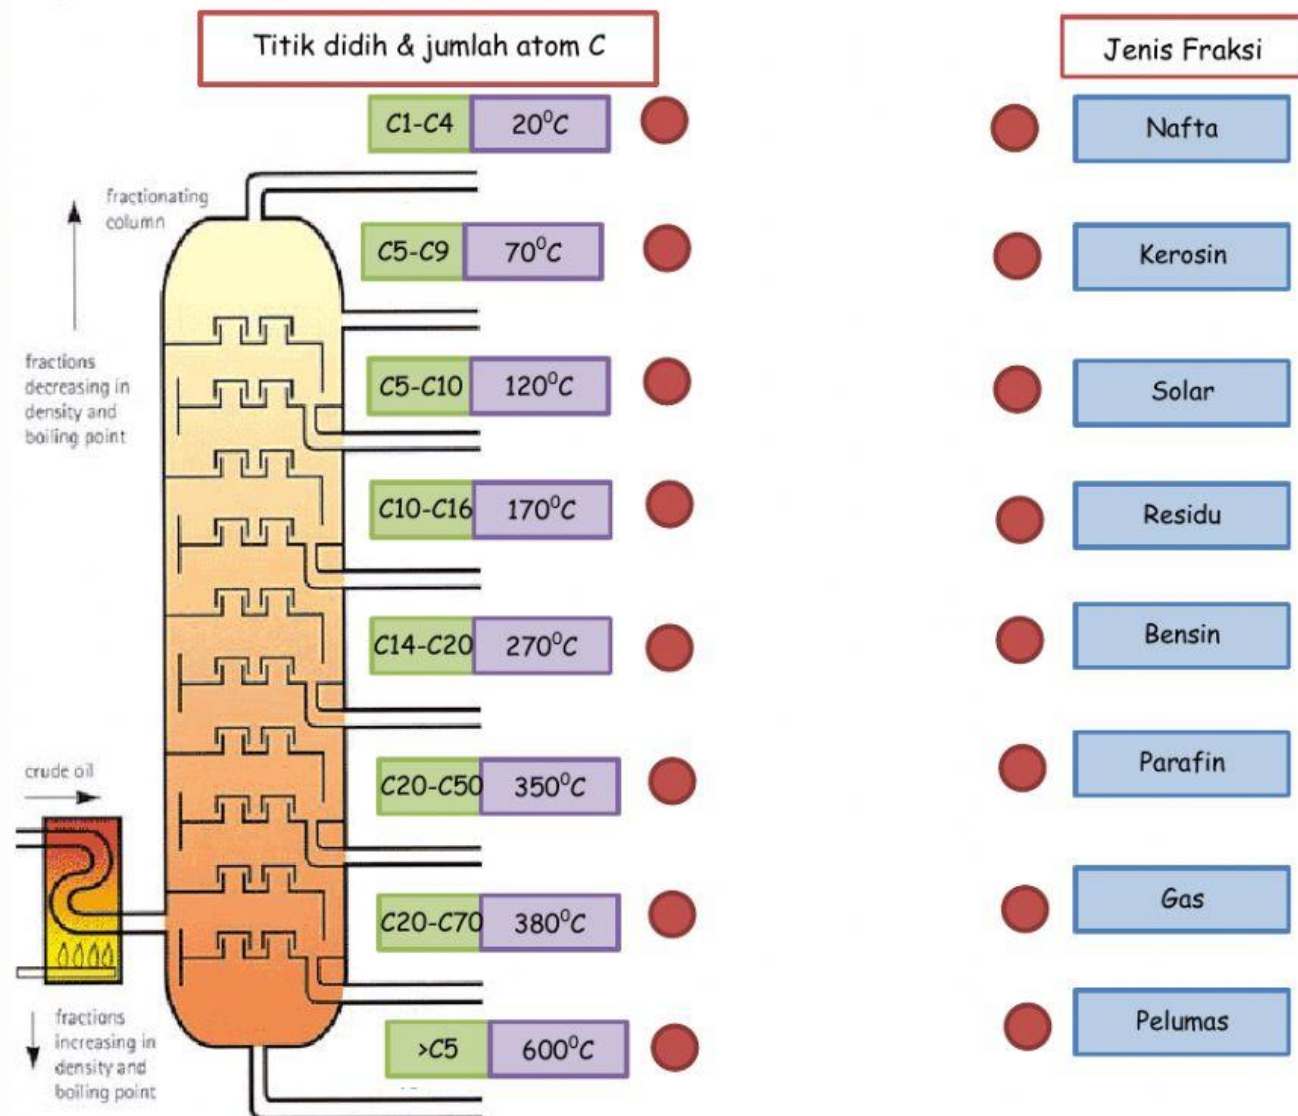 Titik didih & jumlah atom C
Jenis Fraksi
C1-C4 20⁰C
Nafta
fractionating
column
C5-C9 70⁰C
Kerosin
fractions
decreasing in
density and
boiling point
C5-C10 120⁰C
Solar
C10-C16 170⁰C
Residu
C14-C20 270⁰C
Bensin
crude oil
C20-C50 350⁰C
Parafin
C20-C70 380⁰C
Gas
fractions
increasing in
density and
boiling point
>C5 600⁰C
Pelumas